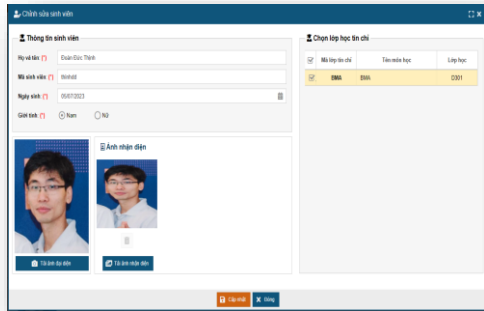 Chỉnh sửa sinh viên
Thông tin sinh viên
Họ và tên (*)
Đoàn Đức Thịnh
Mã sinh viên (*)
Ngày sinh (*)
05/07/2023
Giới tính (*)
Nam
Nữ
Ảnh nhận diện
Tải ảnh đại diện
Tải ảnh nhận diện
Chọn lớp học tín chỉ
Mã lớp tín chỉ Tên môn học Lớp học
BMA BMA D301
Cập nhật
Đóng